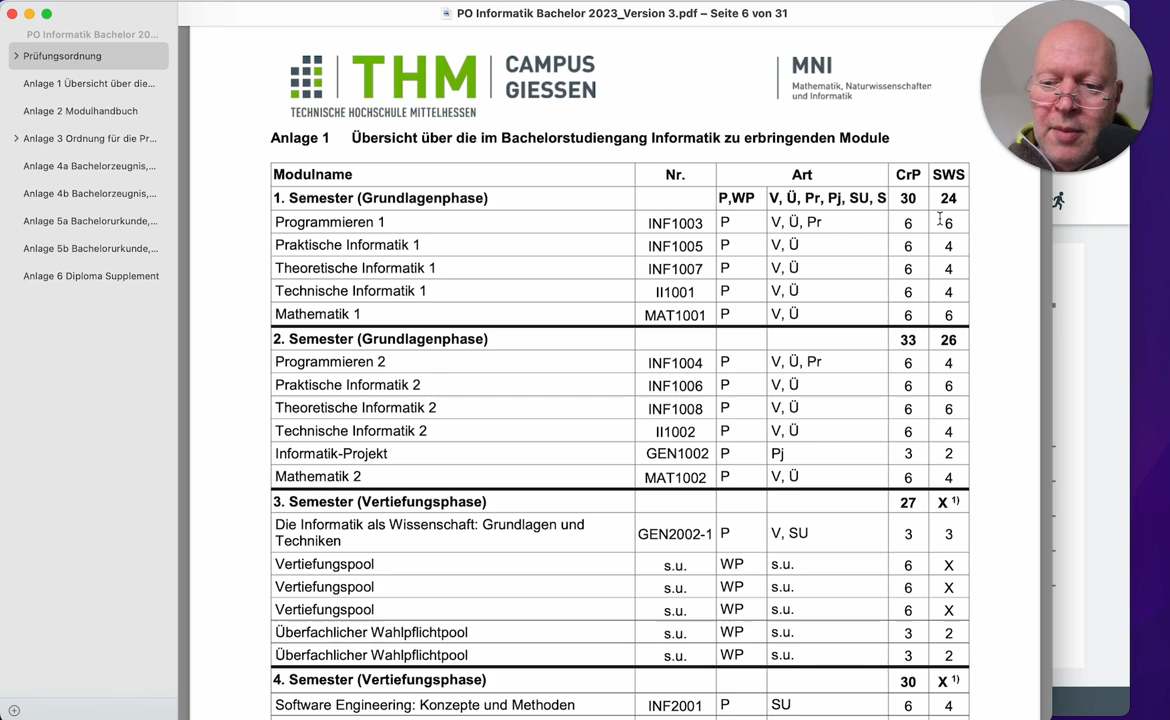 PO Informatik Bachelor 2023_Version 3.pdf – Seite 6 von 31
PO Informatik Bachelor 20...
Prüfungsordnung
Anlage 1 Übersicht über die...
Anlage 2 Modulhandbuch
Anlage 3 Ordnung für die Pr...
Anlage 4a Bachelorzeugnis,...
Anlage 4b Bachelorzeugnis,...
Anlage 5a Bachelorurkunde,...
Anlage 5b Bachelorurkunde,...
Anlage 6 Diploma Supplement
THM CAMPUS GIESSEN
TECHNISCHE HOCHSCHULE MITTELHESSEN
MNI
Mathematik, Naturwissenschaften
und Informatik
Anlage 1 Übersicht über die im Bachelorstudiengang Informatik zu erbringenden Module
Modulname Nr. Art CrP SWS
1. Semester (Grundlagenphase) P,WP V, Ü, Pr, Pj, SU, S 30 24
Programmieren 1 INF1003 P V, Ü, Pr 6 6
Praktische Informatik 1 INF1005 P V, Ü 6 4
Theoretische Informatik 1 INF1007 P V, Ü 6 4
Technische Informatik 1 II1001 P V, Ü 6 4
Mathematik 1 MAT1001 P V, Ü 6 6
2. Semester (Grundlagenphase) 33 26
Programmieren 2 INF1004 P V, Ü, Pr 6 4
Praktische Informatik 2 INF1006 P V, Ü 6 6
Theoretische Informatik 2 INF1008 P V, Ü 6 6
Technische Informatik 2 II1002 P V, Ü 6 4
Informatik-Projekt GEN1002 P Pj 3 2
Mathematik 2 MAT1002 P V, Ü 6 4
3. Semester (Vertiefungsphase) 27 X 1)
Die Informatik als Wissenschaft: Grundlagen und
Techniken GEN2002-1 P V, SU 3 3
Vertiefungspool s.u. WP s.u. 6 X
Vertiefungspool s.u. WP s.u. 6 X
Vertiefungspool s.u. WP s.u. 6 X
Überfachlicher Wahlpflichtpool s.u. WP s.u. 3 2
Überfachlicher Wahlpflichtpool s.u. WP s.u. 3 2
4. Semester (Vertiefungsphase) 30 X 1)
Software Engineering: Konzepte und Methoden INF2001 P SU 6 4